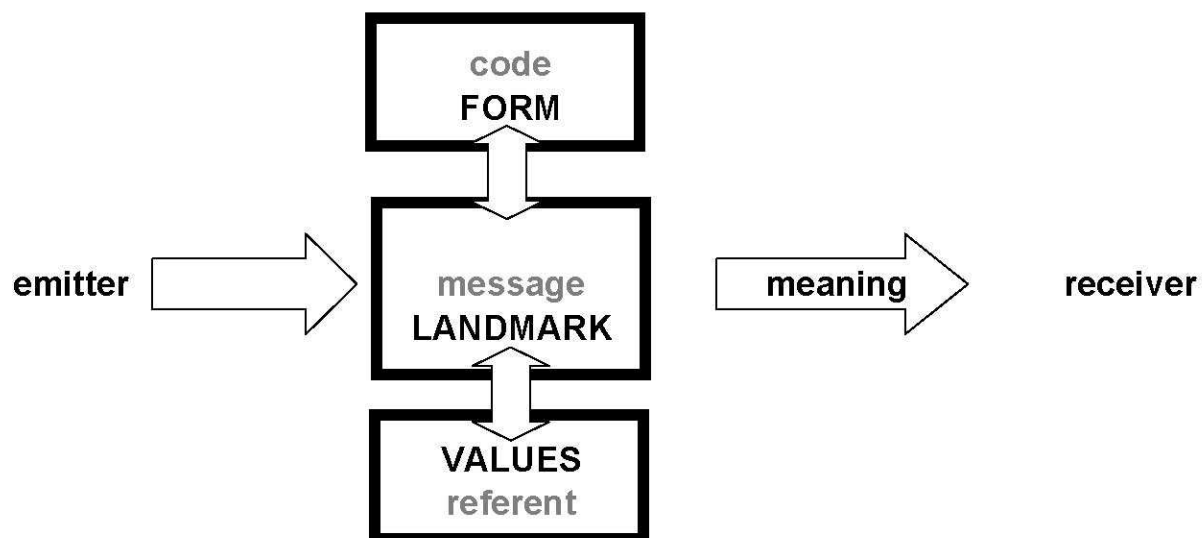 code
FORM
emitter
message
LANDMARK
meaning
receiver
VALUES
referent